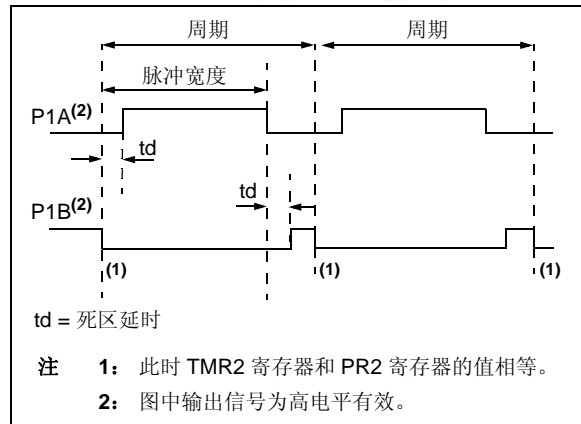 周期 周期
脉冲宽度
P1A(2)
td
td
P1B(2)
(1) (1) (1)
td = 死区延时
注 1： 此时 TMR2 寄存器和 PR2 寄存器的值相等。
2： 图中输出信号为高电平有效。